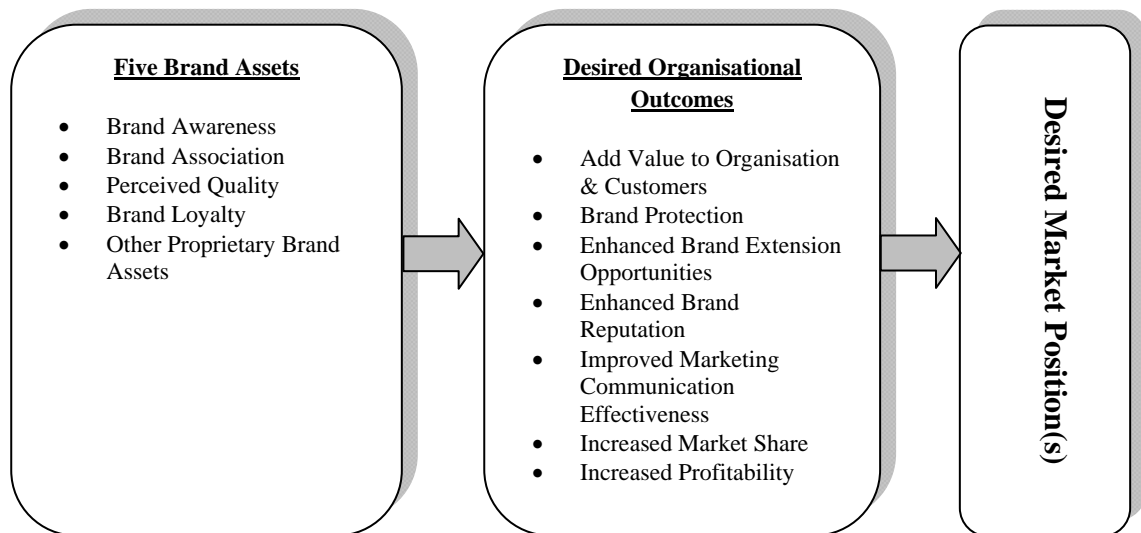 Five Brand Assets
• Brand Awareness
• Brand Association
• Perceived Quality
• Brand Loyalty
• Other Proprietary Brand
Assets
Desired Organisational
Outcomes
• Add Value to Organisation
& Customers
• Brand Protection
• Enhanced Brand Extension
Opportunities
• Enhanced Brand
Reputation
• Improved Marketing
Communication
Effectiveness
• Increased Market Share
• Increased Profitability
Desired Market Position(s)